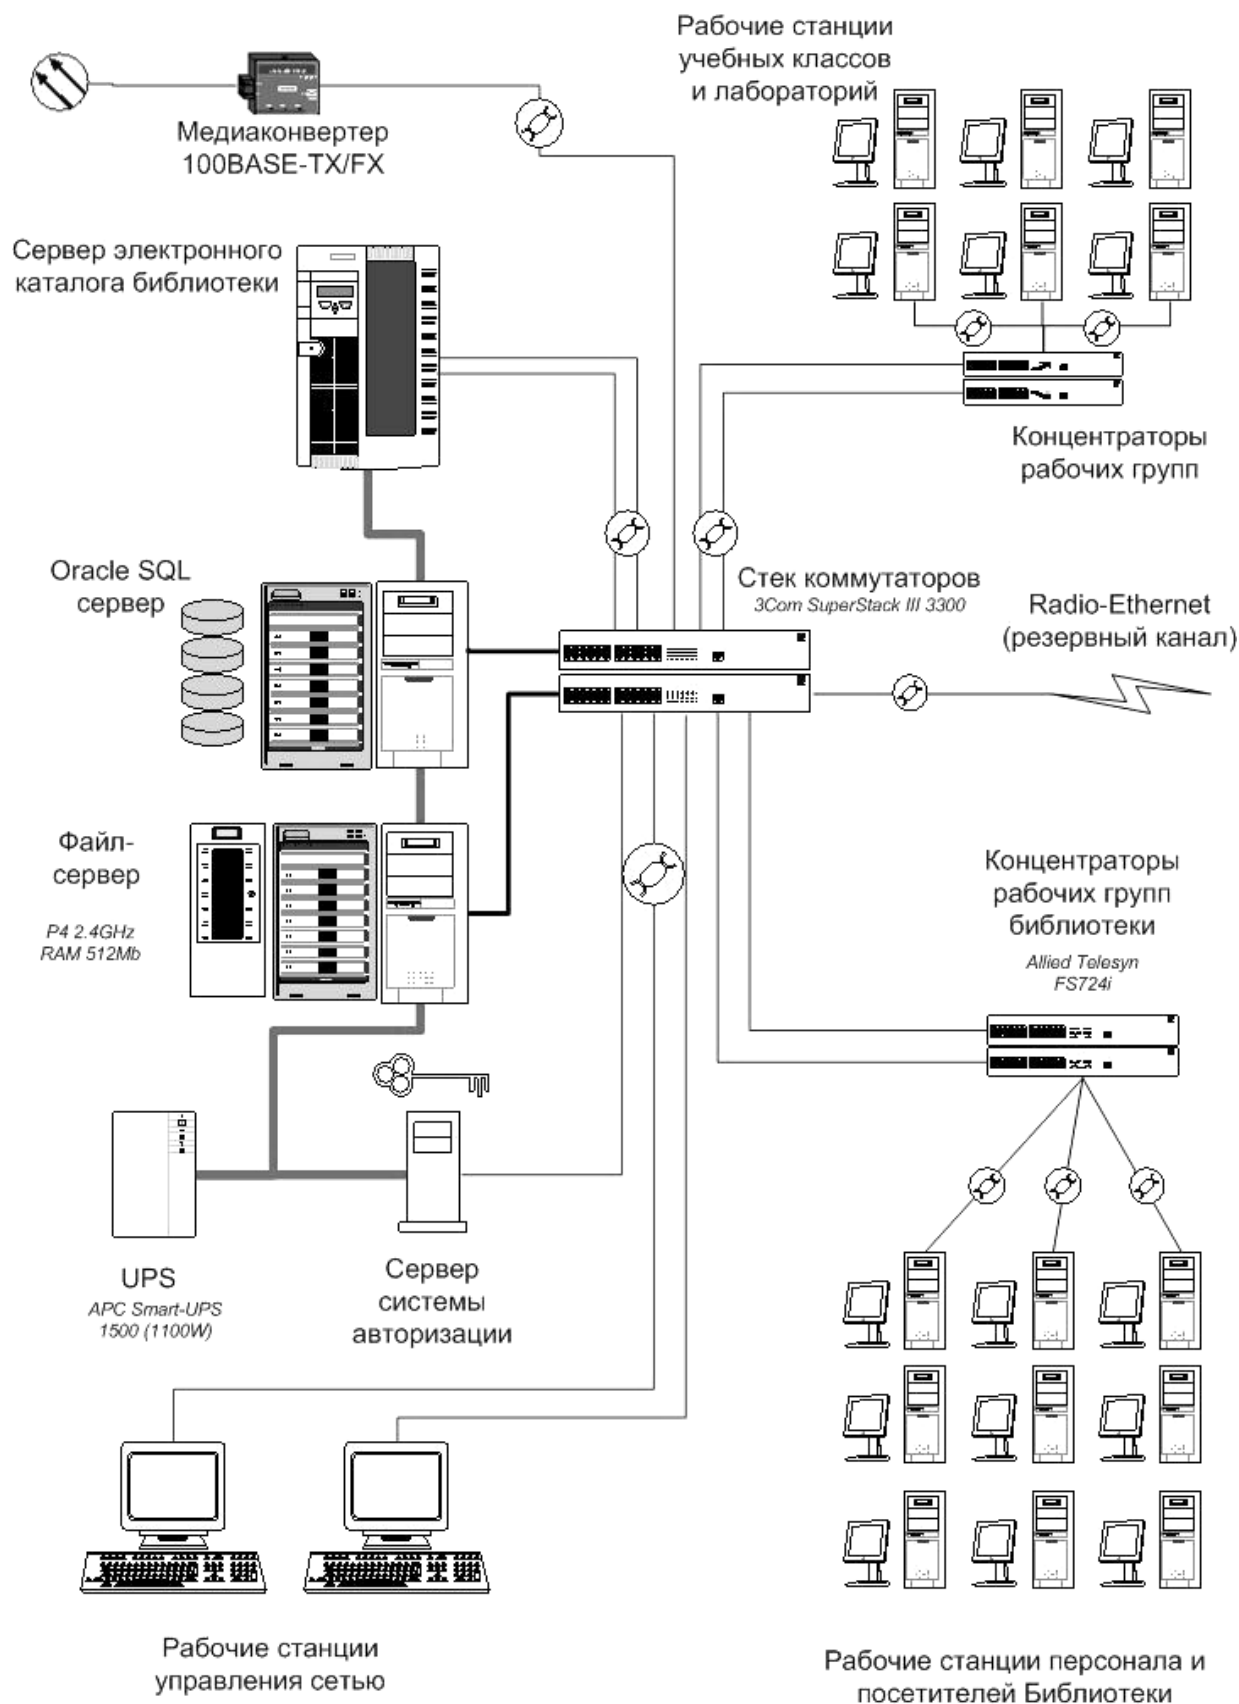 Рабочие станции
учебных классов
и лабораторий
Медиаконвертер
100BASE-TX/FX
Сервер электронного
каталога библиотеки
Концентраторы
рабочих групп
Oracle SQL
сервер
Стек коммутаторов
3Com SuperStack III 3300
Radio-Ethernet
(резервный канал)
Файл-
сервер
P4 2.4GHz
RAM 512Mb
Концентраторы
рабочих групп
библиотеки
Allied Telesyn
FS724i
UPS
APC Smart-UPS
1500 (1100W)
Сервер
системы
авторизации
Рабочие станции
управления сетью
Рабочие станции персонала и
посетителей Библиотеки